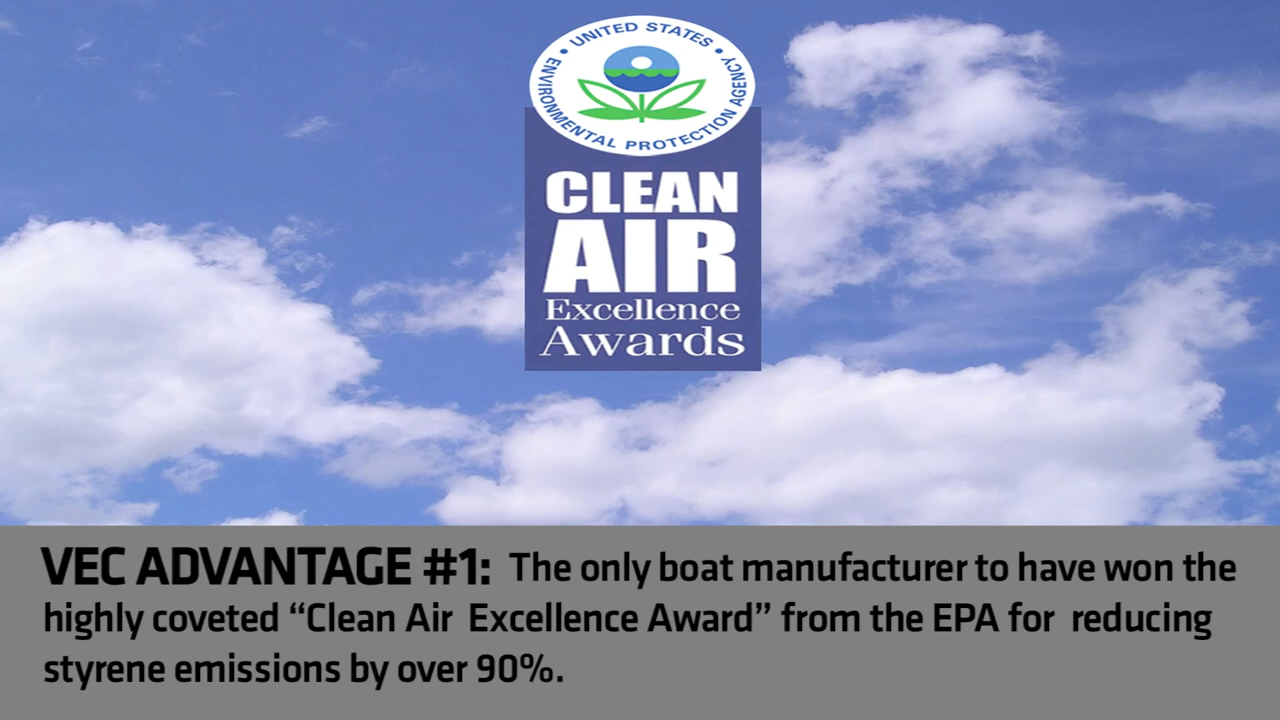 UNITED STATES
ENVIRONMENTAL PROTECTION AGENCY
CLEAN
AIR
Excellence
Awards
VEC ADVANTAGE #1: The only boat manufacturer to have won the
highly coveted “Clean Air Excellence Award” from the EPA for reducing
styrene emissions by over 90%.